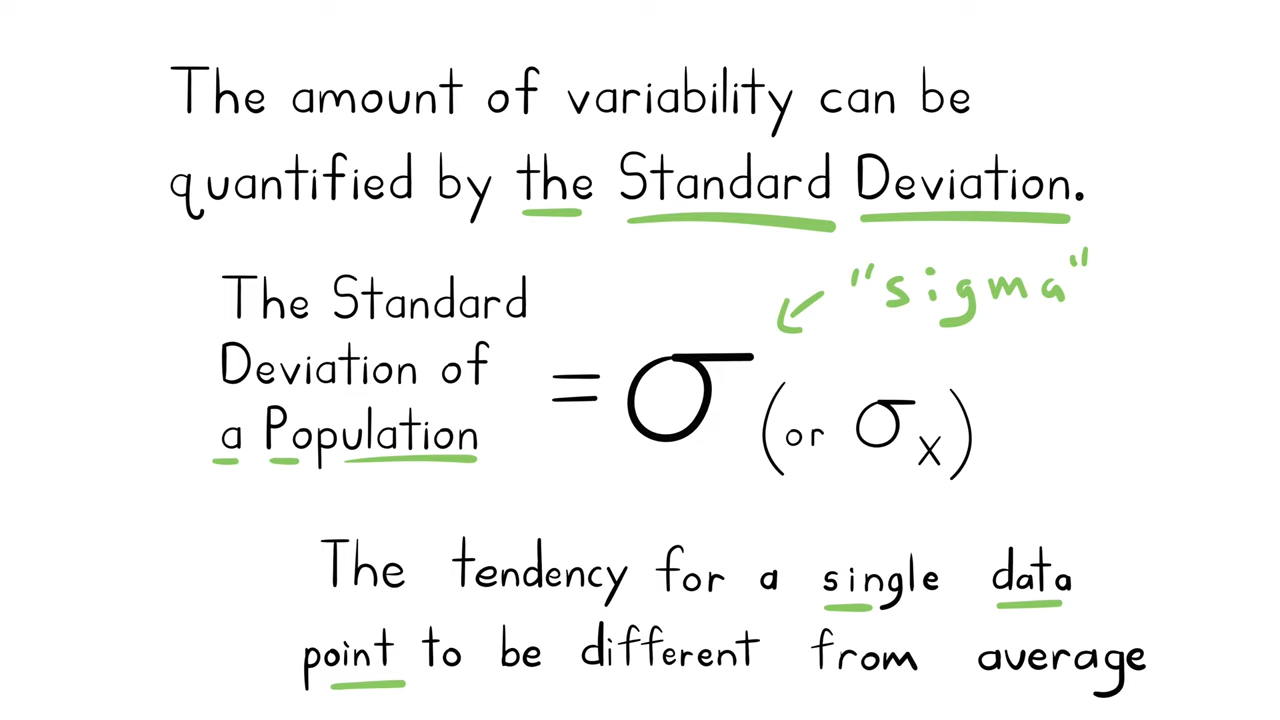 The amount of variability can be
quantified by the Standard Deviation.
"sigma"
The Standard
Deviation of
a Population
= σ (or σx)
The tendency for a single data
point to be different from average